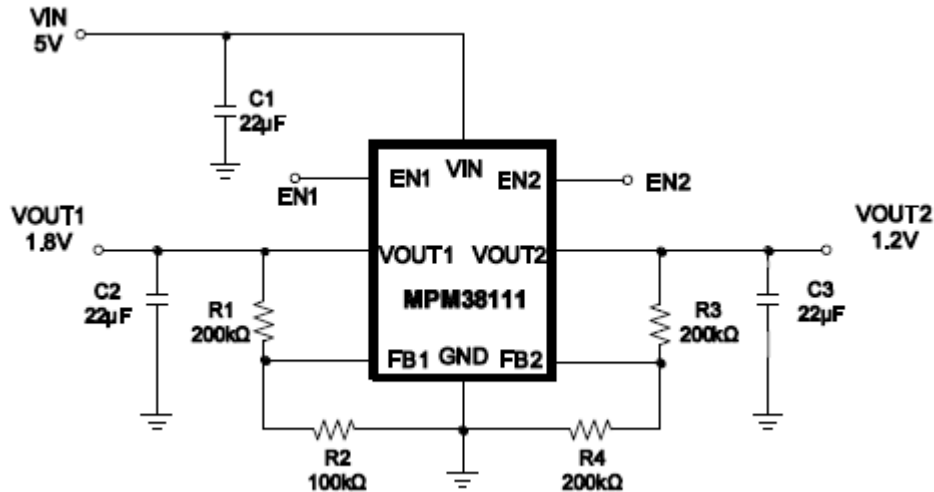 VIN
5V
C1
22µF
EN1
EN1
VIN
EN2
EN2
VOUT1
1.8V
VOUT1
VOUT2
VOUT2
1.2V
MPM38111
C2
22µF
R1
200kΩ
R3
200kΩ
C3
22µF
FB1
GND
FB2
R2
100kΩ
R4
200kΩ